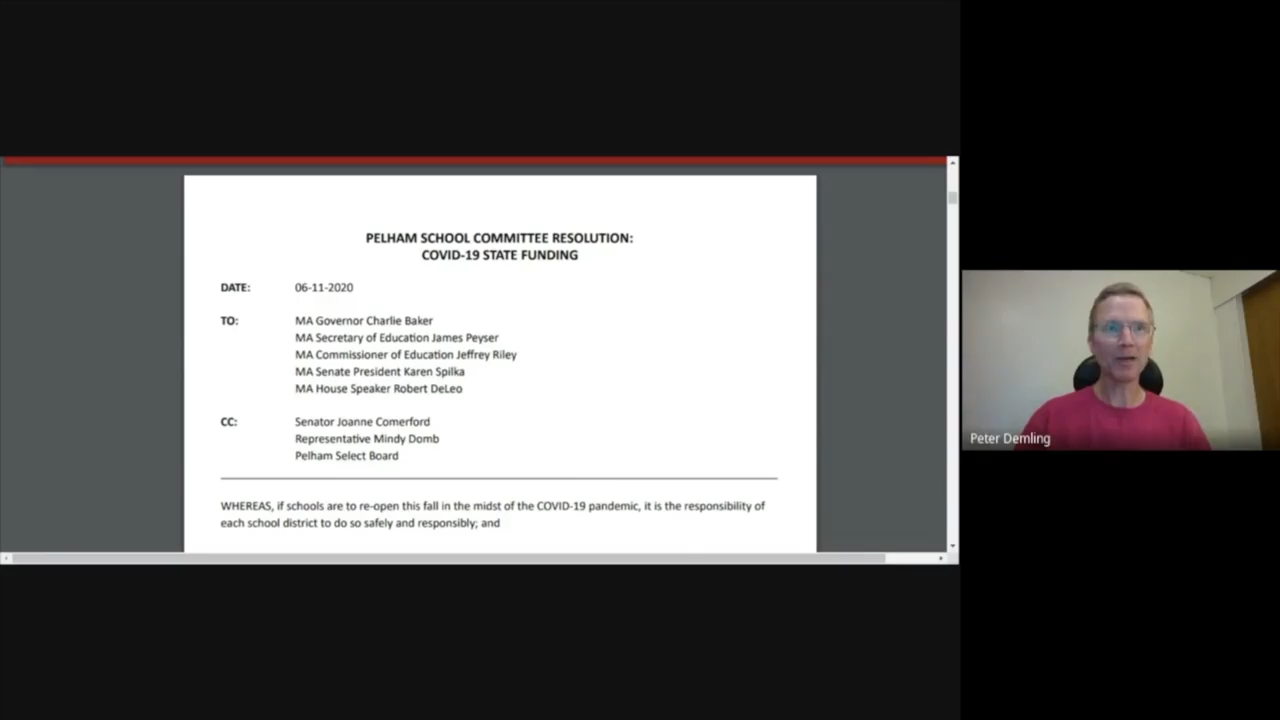 PELHAM SCHOOL COMMITTEE RESOLUTION:
COVID-19 STATE FUNDING
DATE: 06-11-2020
TO: MA Governor Charlie Baker
MA Secretary of Education James Peyser
MA Commissioner of Education Jeffrey Riley
MA Senate President Karen Spilka
MA House Speaker Robert DeLeo
CC: Senator Joanne Comerford
Representative Mindy Domb
Pelham Select Board
WHEREAS, if schools are to re-open this fall in the midst of the COVID-19 pandemic, it is the responsibility of
each school district to do so safely and responsibly; and
Peter Demling